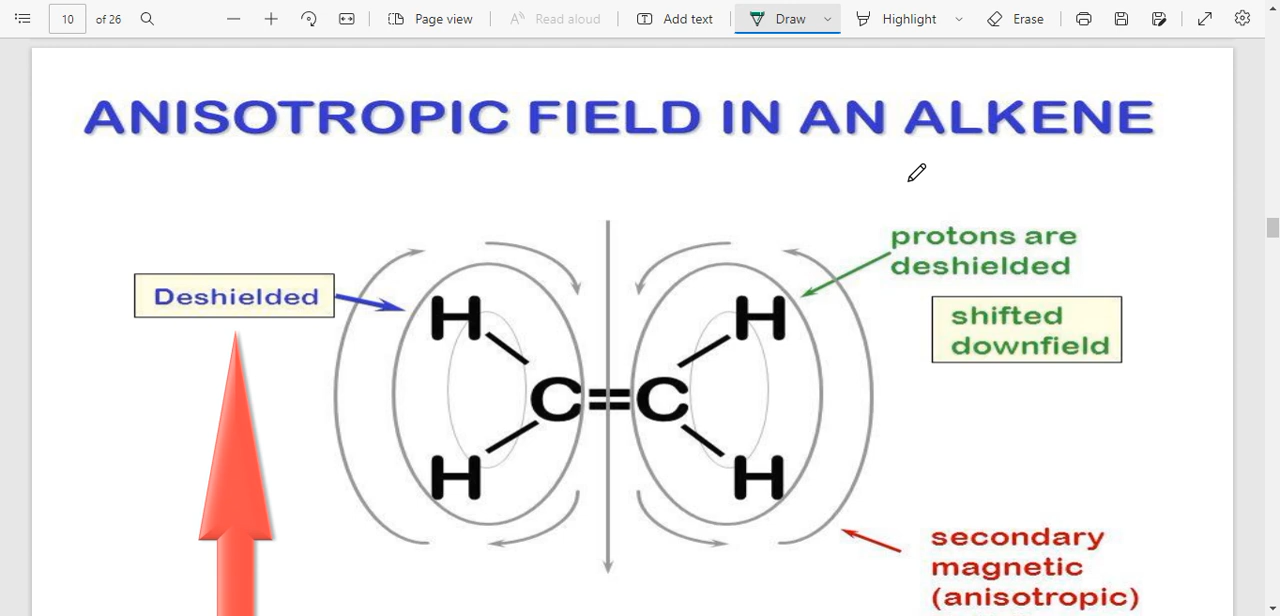 10 of 26 Page view Read aloud Add text Draw Highlight Erase
ANISOTROPIC FIELD IN AN ALKENE
protons are
deshielded
Deshielded
shifted
downfield
H H
C=C
H H
secondary
magnetic
(anisotropic)